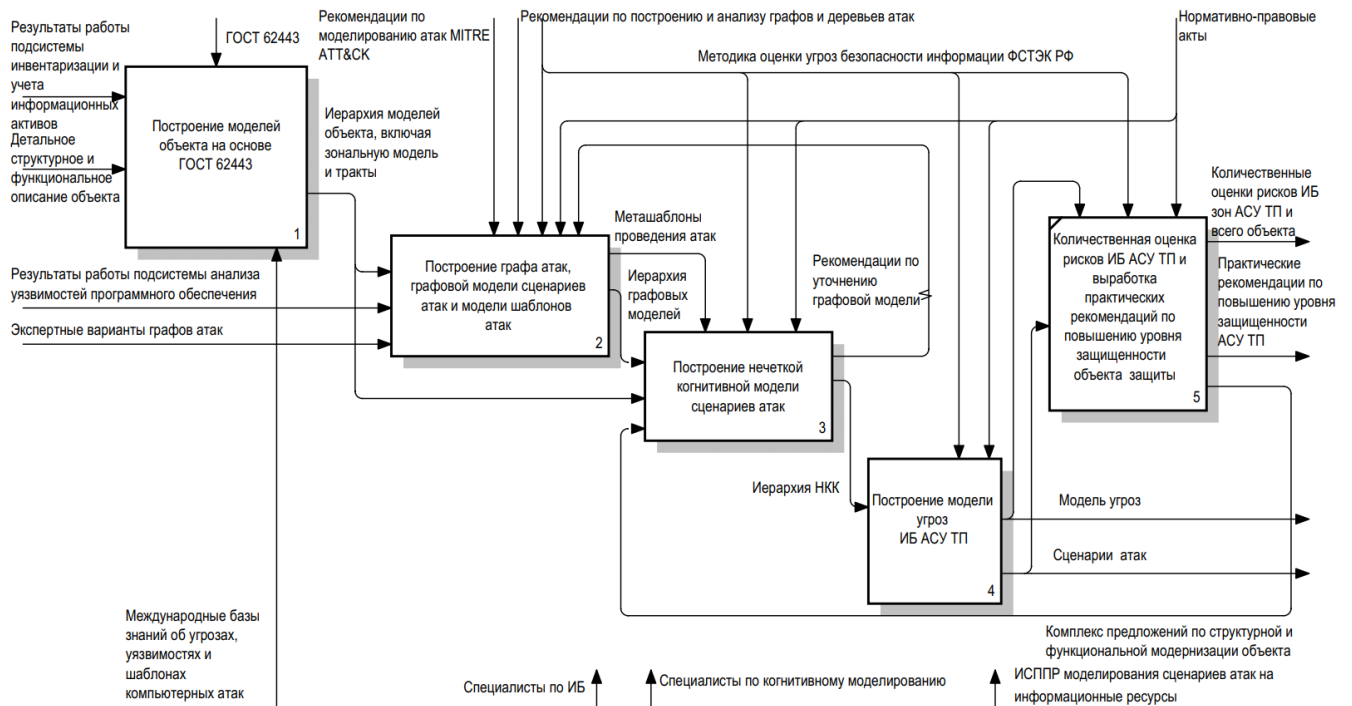 Результаты работы
подсистемы
инвентаризации и
учета
информационных
активов
Детальное
структурное и
функциональное
описание объекта
ГОСТ 62443
Рекомендации по
моделированию атак MITRE
ATT&CK
Рекомендации по построению и анализу графов и деревьев атак
Методика оценки угроз безопасности информации ФСТЭК РФ
Нормативно-правовые
акты
Построение моделей
объекта на основе
ГОСТ 62443
1
Иерархия моделей
объекта, включая
зональную модель
и тракты
Результаты работы подсистемы анализа
уязвимостей программного обеспечения
Экспертные варианты графов атак
Построение графа атак,
графовой модели сценариев
атак и модели шаблонов
атак
2
Меташаблоны
проведения атак
Иерархия
графовых
моделей
Рекомендации по
уточнению
графовой модели
Построение нечеткой
когнитивной модели
сценариев атак
3
Иерархия НКК
Построение модели
угроз
ИБ АСУ ТП
4
Количественная оценка
рисков ИБ АСУ ТП и
выработка
практических
рекомендаций по
повышению уровня
защищенности
объекта защиты
5
Количественные
оценки рисков ИБ
зон АСУ ТП и
всего объекта
Практические
рекомендации по
повышению уровня
защищенности
АСУ ТП
Модель угроз
Сценарии атак
Комплекс предложений по структурной и
функциональной модернизации объекта
Международные базы
знаний об угрозах,
уязвимостях и
шаблонах
компьютерных атак
Специалисты по ИБ
Специалисты по когнитивному моделированию
ИСППР моделирования сценариев атак на
информационные ресурсы